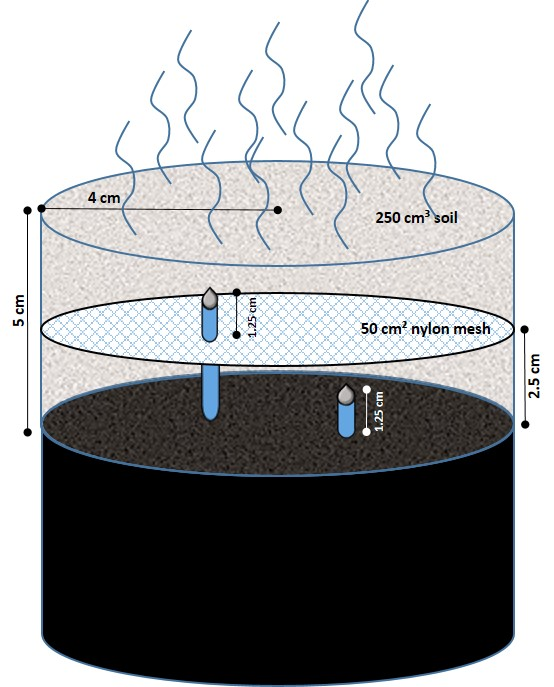 4 cm
250 cm³ soil
5 cm
1.25 cm
50 cm² nylon mesh
2.5 cm
1.25 cm